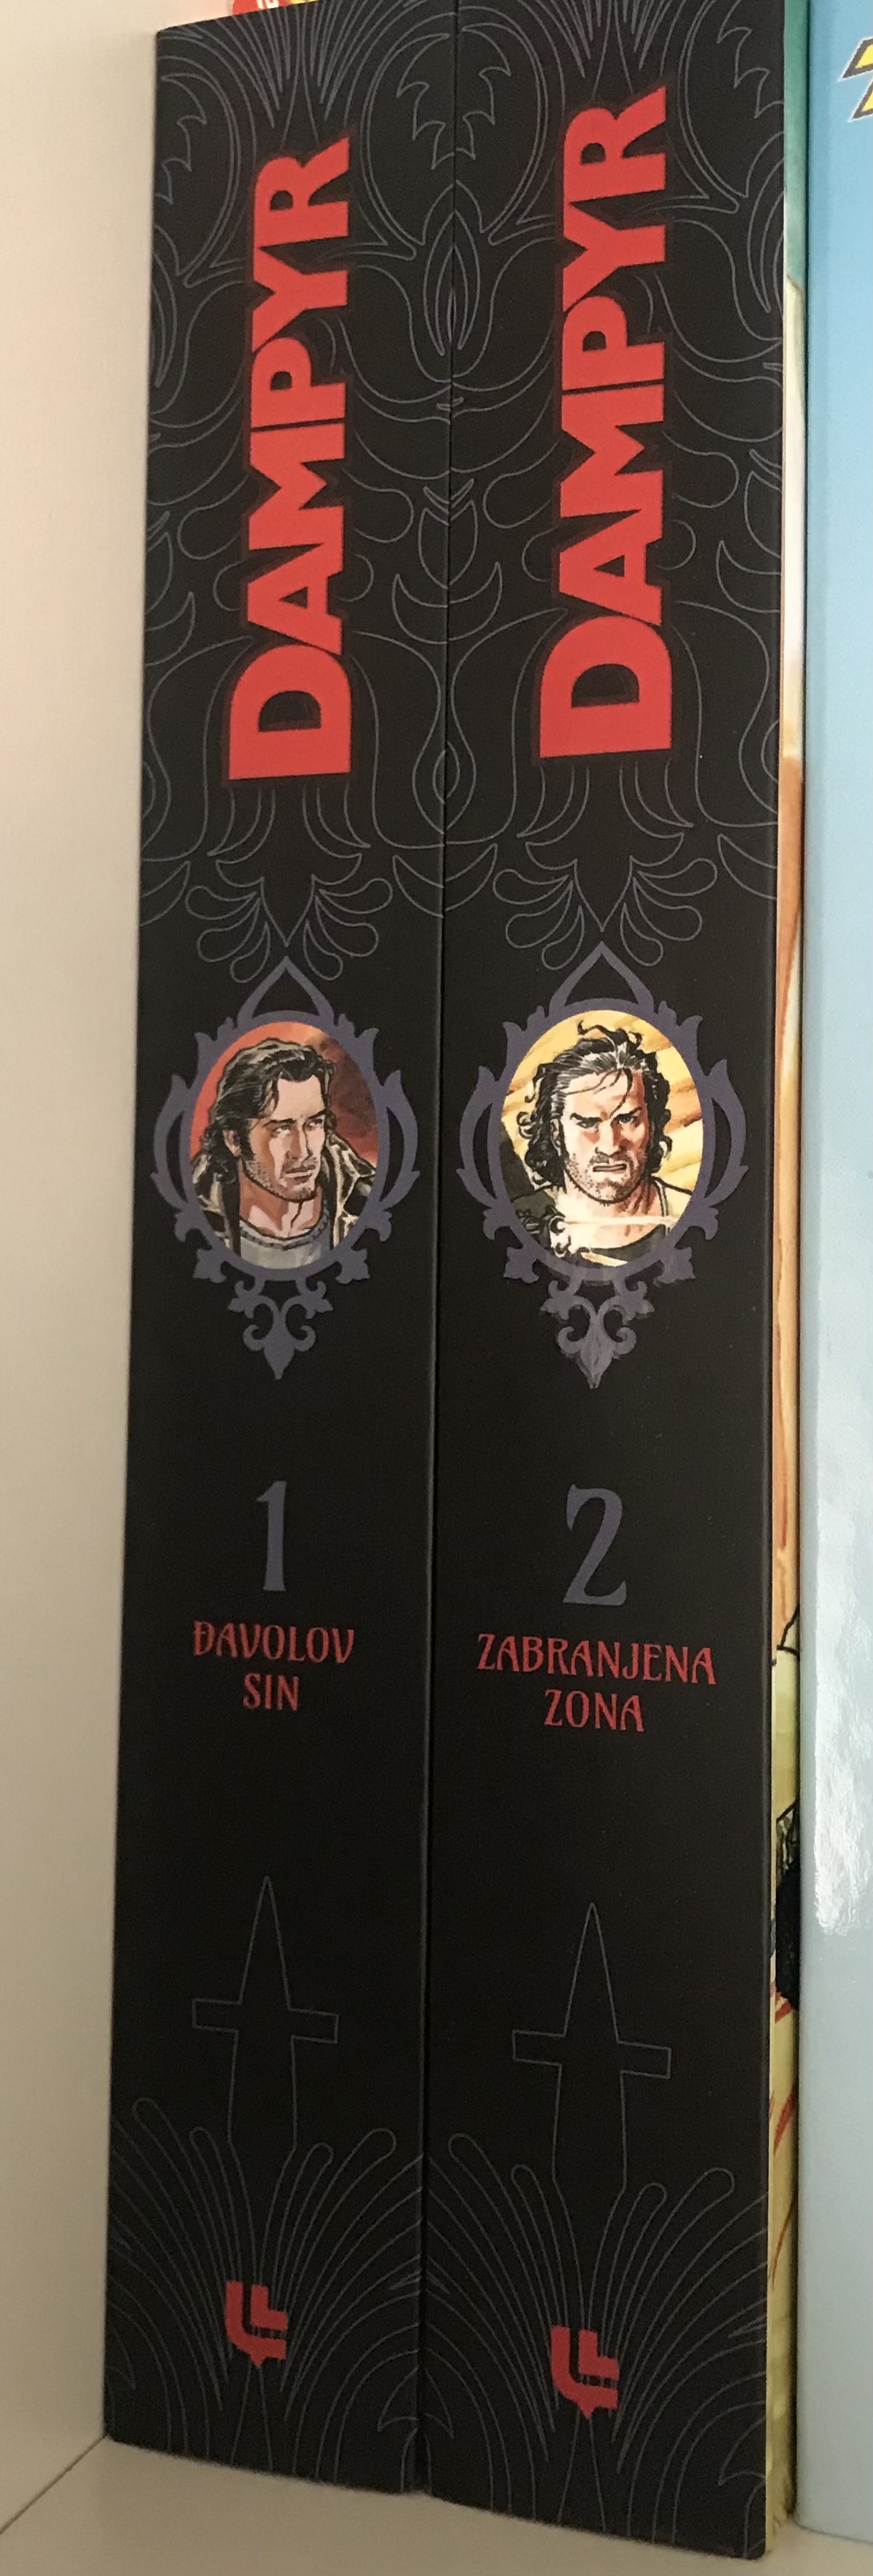 DAMPYR
1
ĐAVOLOV
SIN
DAMPYR
2
ZABRANJENA
ZONA